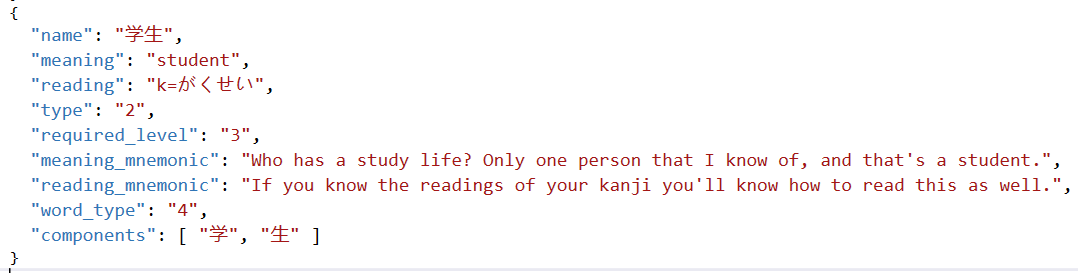 {
"name": "学生",
"meaning": "student",
"reading": "k=がくせい",
"type": "2",
"required_level": "3",
"meaning_mnemonic": "Who has a study life? Only one person that I know of, and that's a student.",
"reading_mnemonic": "If you know the readings of your kanji you'll know how to read this as well.",
"word_type": "4",
"components": [ "学", "生" ]
}